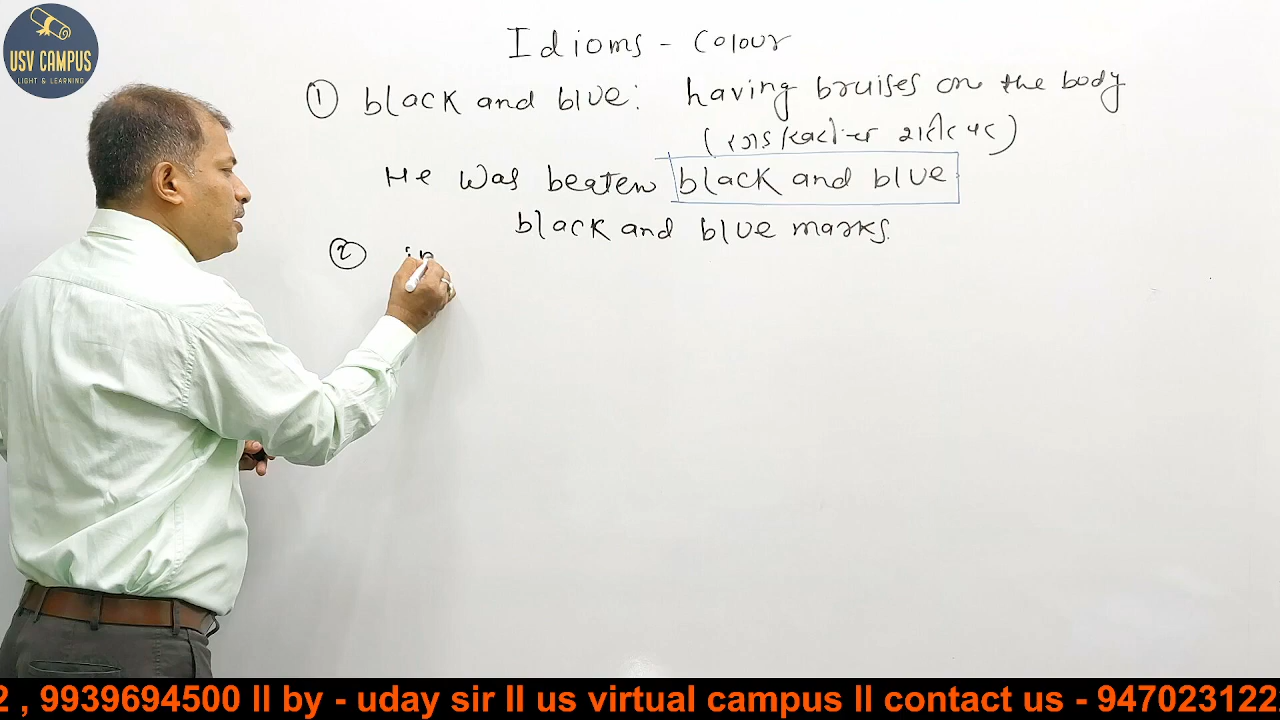 USV CAMPUS
LIGHT & LEARNING
Idioms - Colour
① black and blue: having bruises on the body
He was beaten black and blue
black and blue marks.
② in
2 , 9939694500 II by - uday sir II us virtual campus II contact us - 947023122